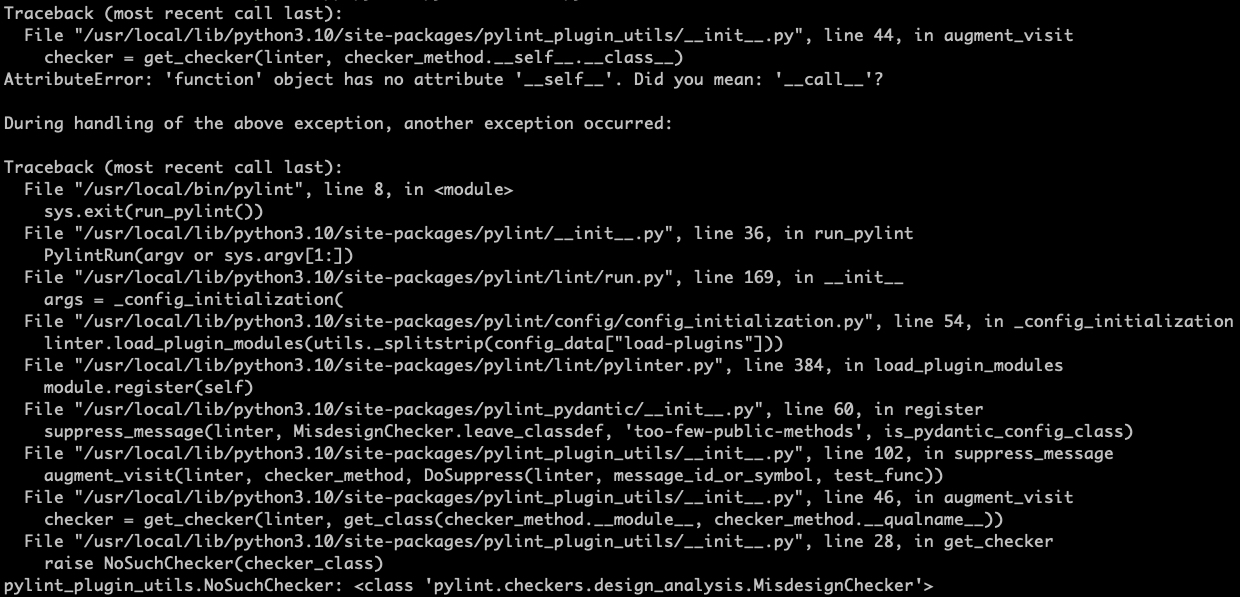 Traceback (most recent call last):
  File "/usr/local/lib/python3.10/site-packages/pylint_plugin_utils/__init__.py", line 44, in augment_visit
    checker = get_checker(linter, checker_method.__self__.__class__)
AttributeError: 'function' object has no attribute '__self__'. Did you mean: '__call__'?

During handling of the above exception, another exception occurred:

Traceback (most recent call last):
  File "/usr/local/bin/pylint", line 8, in <module>
    sys.exit(run_pylint())
  File "/usr/local/lib/python3.10/site-packages/pylint/__init__.py", line 36, in run_pylint
    PylintRun(argv or sys.argv[1:])
  File "/usr/local/lib/python3.10/site-packages/pylint/lint/run.py", line 169, in __init__
    args = _config_initialization(
  File "/usr/local/lib/python3.10/site-packages/pylint/config/config_initialization.py", line 54, in _config_initialization
    linter.load_plugin_modules(utils._splitstrip(config_data["load-plugins"]))
  File "/usr/local/lib/python3.10/site-packages/pylint/lint/pylinter.py", line 384, in load_plugin_modules
    module.register(self)
  File "/usr/local/lib/python3.10/site-packages/pylint_pydantic/__init__.py", line 60, in register
    suppress_message(linter, MisdesignChecker.leave_classdef, 'too-few-public-methods', is_pydantic_config_class)
  File "/usr/local/lib/python3.10/site-packages/pylint_plugin_utils/__init__.py", line 102, in suppress_message
    augment_visit(linter, checker_method, DoSuppress(linter, message_id_or_symbol, test_func))
  File "/usr/local/lib/python3.10/site-packages/pylint_plugin_utils/__init__.py", line 46, in augment_visit
    checker = get_checker(linter, get_class(checker_method.__module__, checker_method.__qualname__))
  File "/usr/local/lib/python3.10/site-packages/pylint_plugin_utils/__init__.py", line 28, in get_checker
    raise NoSuchChecker(checker_class)
pylint_plugin_utils.NoSuchChecker: <class 'pylint.checkers.design_analysis.MisdesignChecker'>